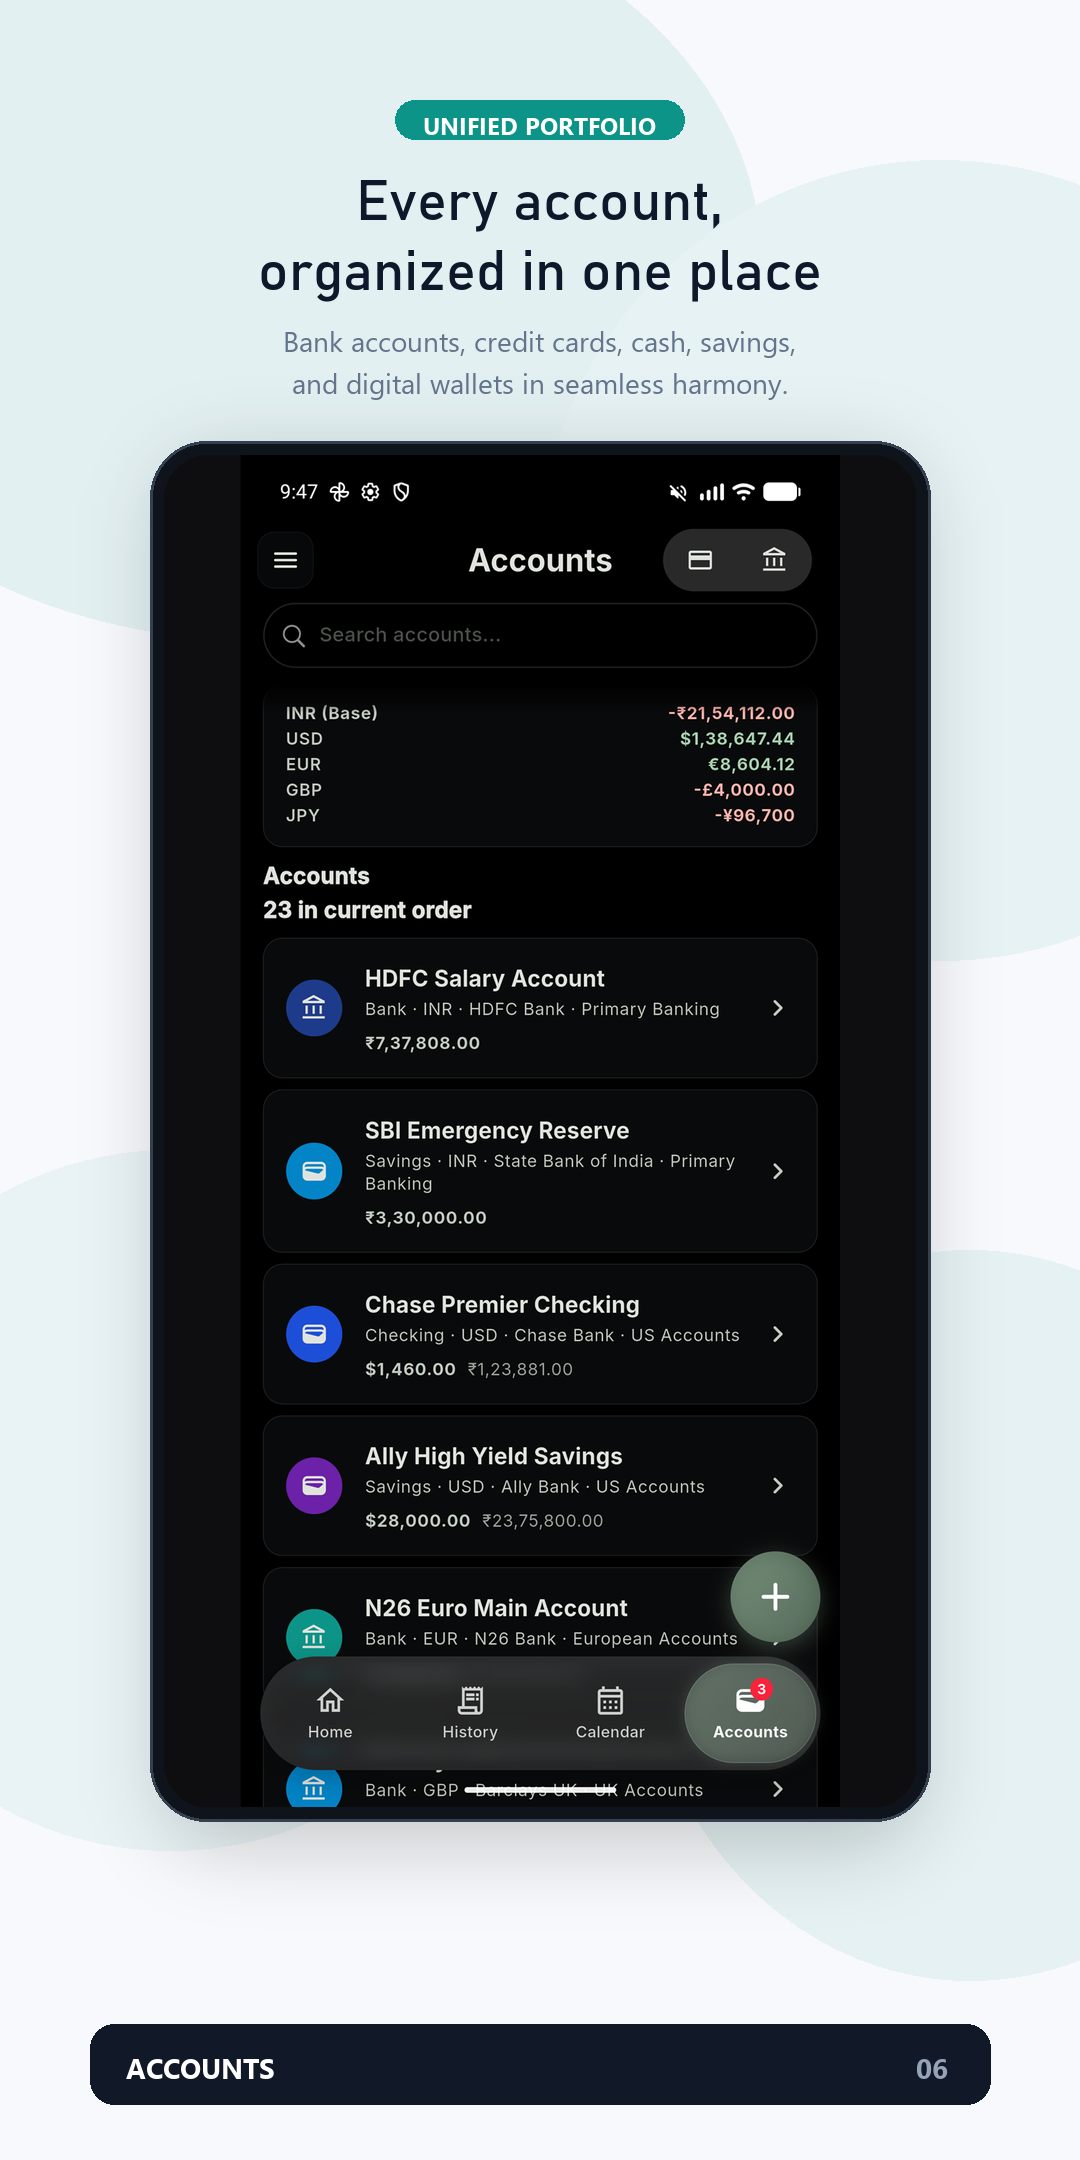 UNIFIED PORTFOLIO
Every account,
organized in one place
Bank accounts, credit cards, cash, savings,
and digital wallets in seamless harmony.
9:47
Accounts
Search accounts...
INR (Base) -₹21,54,112.00
USD $1,38,647.44
EUR €8,604.12
GBP -£4,000.00
JPY -¥96,700
Accounts
23 in current order
HDFC Salary Account
Bank · INR · HDFC Bank · Primary Banking
₹7,37,808.00
SBI Emergency Reserve
Savings · INR · State Bank of India · Primary
Banking
₹3,30,000.00
Chase Premier Checking
Checking · USD · Chase Bank · US Accounts
$1,460.00 ₹1,23,881.00
Ally High Yield Savings
Savings · USD · Ally Bank · US Accounts
$28,000.00 ₹23,75,800.00
N26 Euro Main Account
Bank · EUR · N26 Bank · European Accounts
3
Home History Calendar Accounts
Bank · GBP · Barclays UK · UK Accounts
ACCOUNTS 06